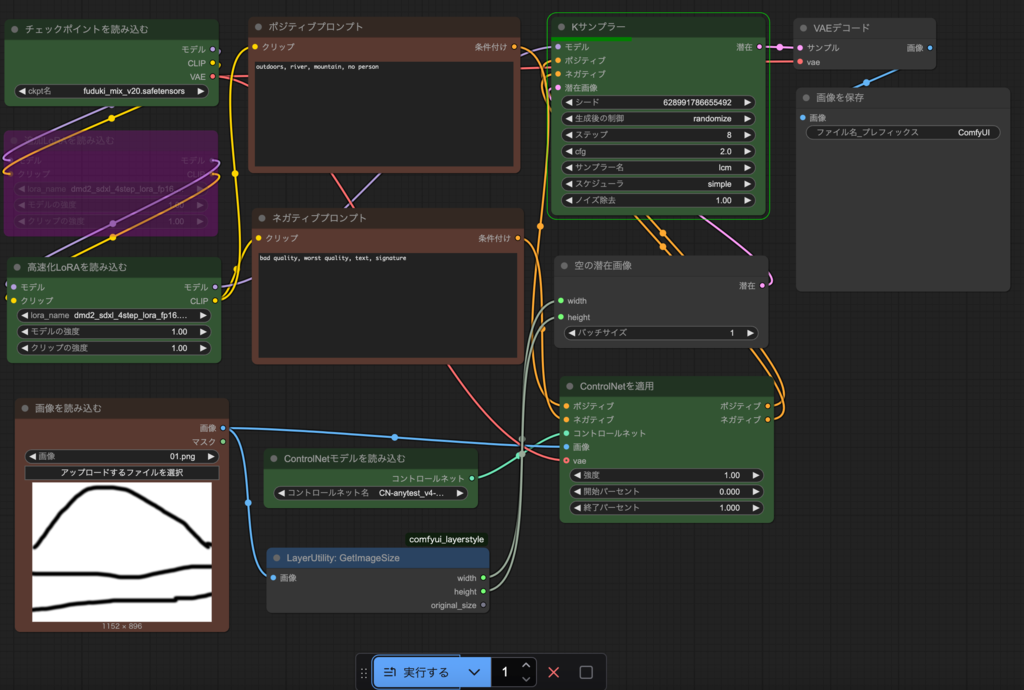 チェックポイントを読み込む
モデル
CLIP
VAE
ckpt名 fuduki_mix_v20.safetensors
LoRAを読み込む
モデル モデル
クリップ CLIP
lora_name dmd2_sdxl_4step_lora_fp16....
モデルの強度 1.00
クリップの強度 1.00
高速化LoRAを読み込む
モデル モデル
クリップ CLIP
lora_name dmd2_sdxl_4step_lora_fp16....
モデルの強度 1.00
クリップの強度 1.00
画像を読み込む
画像
マスク
画像 01.png
アップロードするファイルを選択
1152 × 896
ポジティブプロンプト
クリップ 条件付け
outdoors, river, mountain, no person
ネガティブプロンプト
クリップ 条件付け
bad quality, worst quality, text, signature
ControlNetモデルを読み込む
コントロールネット
コントロールネット名 CN-anytest_v4-...
comfyui_layerstyle
LayerUtility: GetImageSize
画像 width
height
original_size
Kサンプラー
モデル 潜在
ポジティブ
ネガティブ
潜在画像
シード 628991786655492
生成後の制御 randomize
ステップ 8
cfg 2.0
サンプラー名 lcm
スケジューラ simple
ノイズ除去 1.00
空の潜在画像
潜在
width
height
バッチサイズ 1
ControlNetを適用
ポジティブ ポジティブ
ネガティブ ネガティブ
コントロールネット
画像
vae
強度 1.00
開始パーセント 0.000
終了パーセント 1.000
VAEデコード
サンプル 画像
vae
画像を保存
画像
ファイル名_プレフィックス ComfyUI
実行する 1